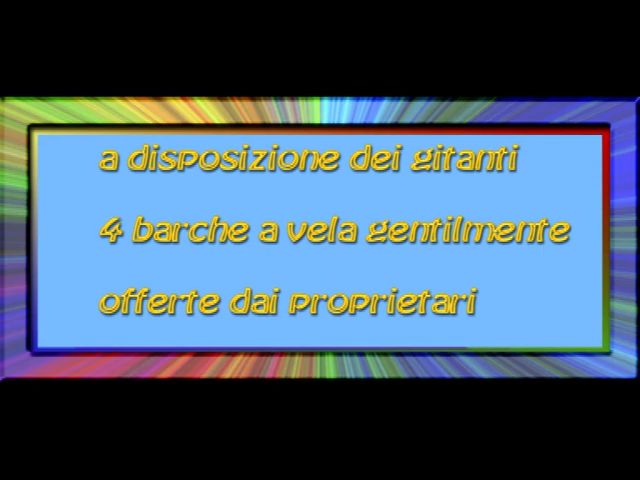 a disposizione dei gitanti
4 barche a vela gentilmente
offerte dai proprietari